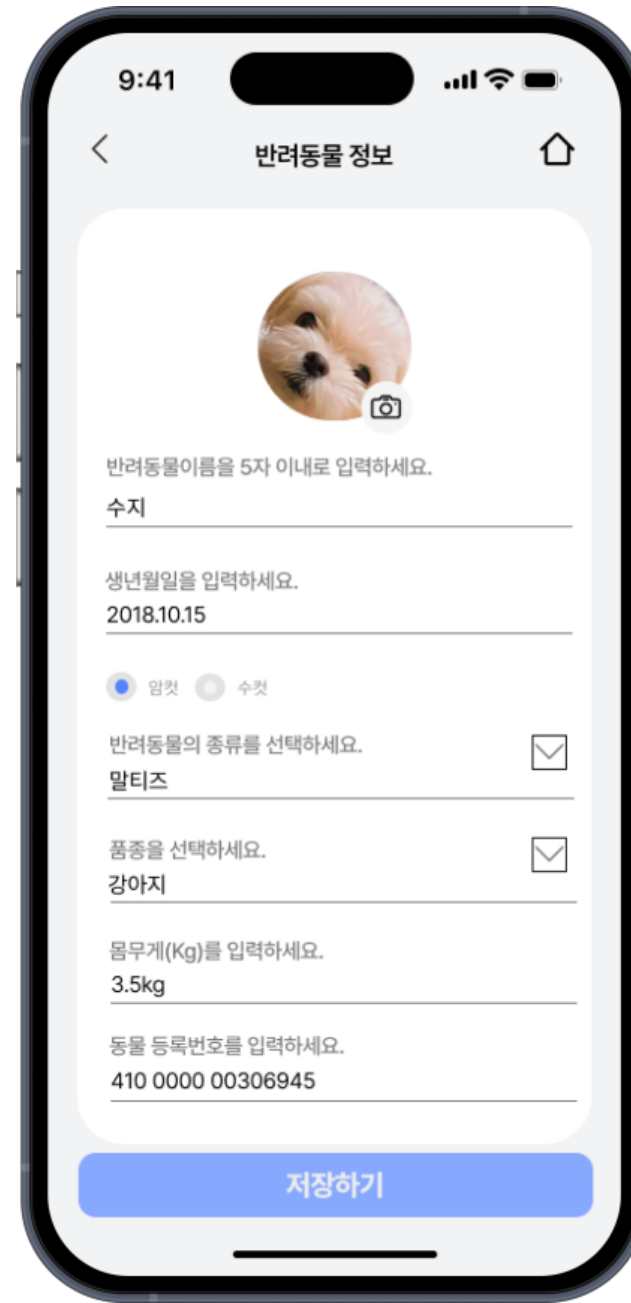 9:41
반려동물 정보
반려동물이름을 5자 이내로 입력하세요.
수지
생년월일을 입력하세요.
2018.10.15
암컷 수컷
반려동물의 종류를 선택하세요.
말티즈
품종을 선택하세요.
강아지
몸무게(Kg)를 입력하세요.
3.5kg
동물 등록번호를 입력하세요.
410 0000 00306945
저장하기